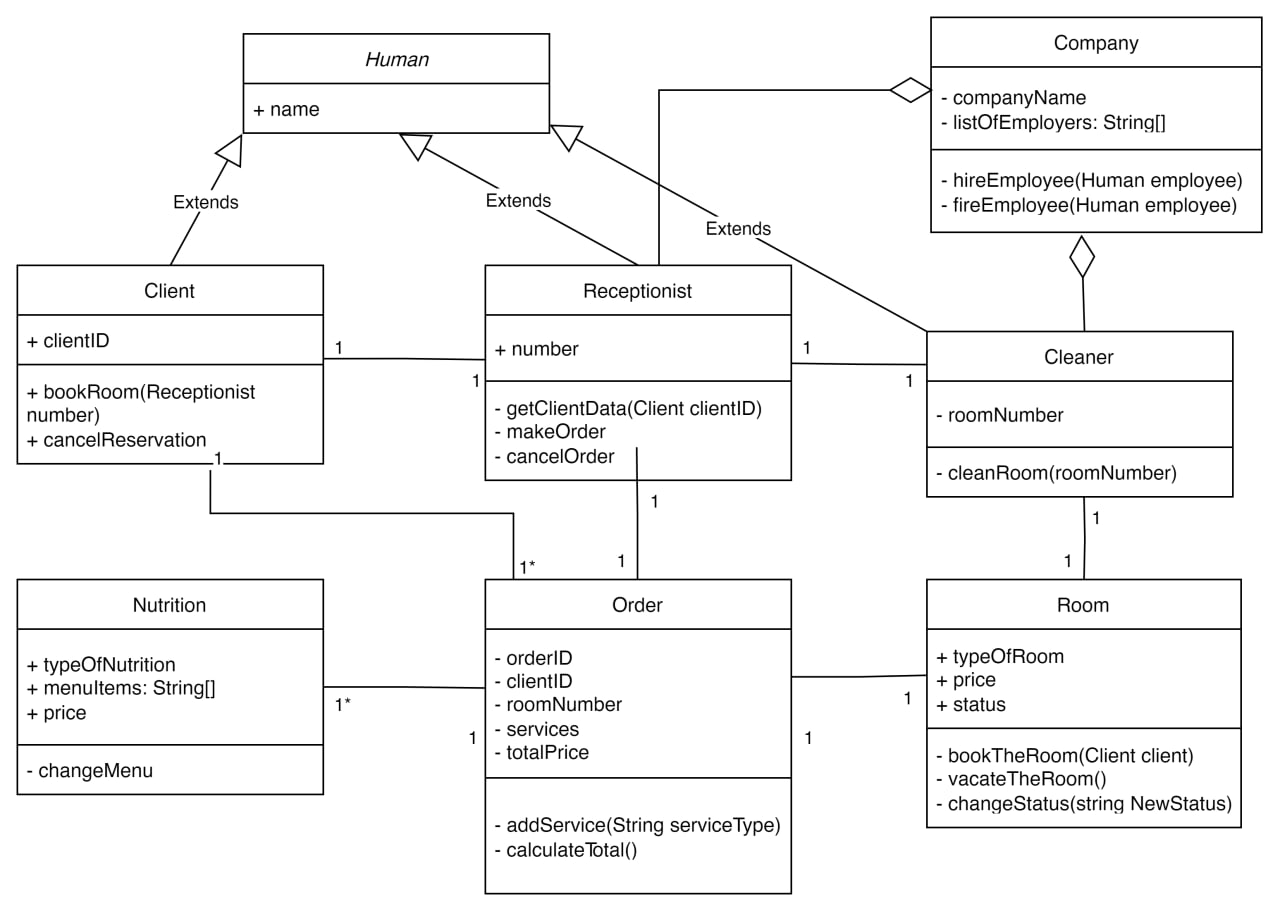 Human
+ name
Company
- companyName
- listOfEmployers: String[]
- hireEmployee(Human employee)
- fireEmployee(Human employee)
Extends
Extends
Extends
Client
+ clientID
+ bookRoom(Receptionist
number)
+ cancelReservation
1
1
Receptionist
+ number
- getClientData(Client clientID)
- makeOrder
- cancelOrder
1
1
Cleaner
- roomNumber
- cleanRoom(roomNumber)
1
1*
1
1
1
1
Nutrition
+ typeOfNutrition
+ menuItems: String[]
+ price
- changeMenu
1*
1
Order
- orderID
- clientID
- roomNumber
- services
- totalPrice
- addService(String serviceType)
- calculateTotal()
1
1
Room
+ typeOfRoom
+ price
+ status
- bookTheRoom(Client client)
- vacateTheRoom()
- changeStatus(string NewStatus)